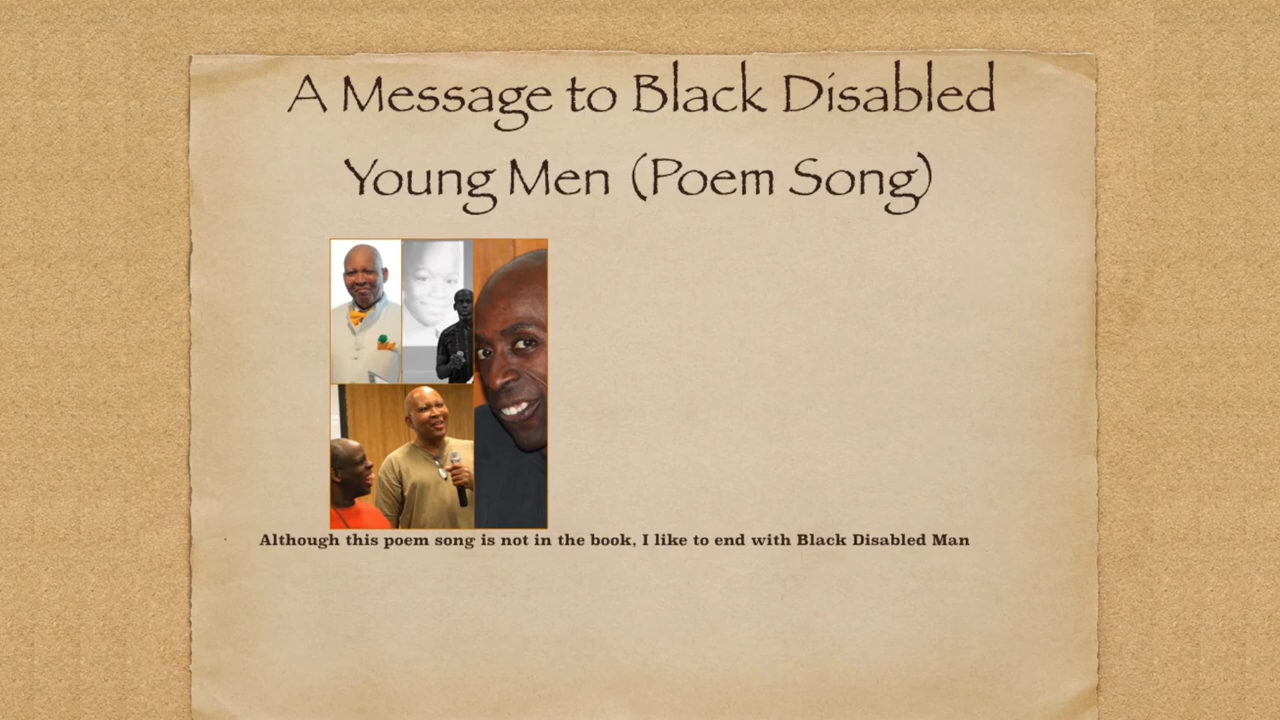 A Message to Black Disabled
Young Men (Poem Song)
Although this poem song is not in the book, I like to end with Black Disabled Man